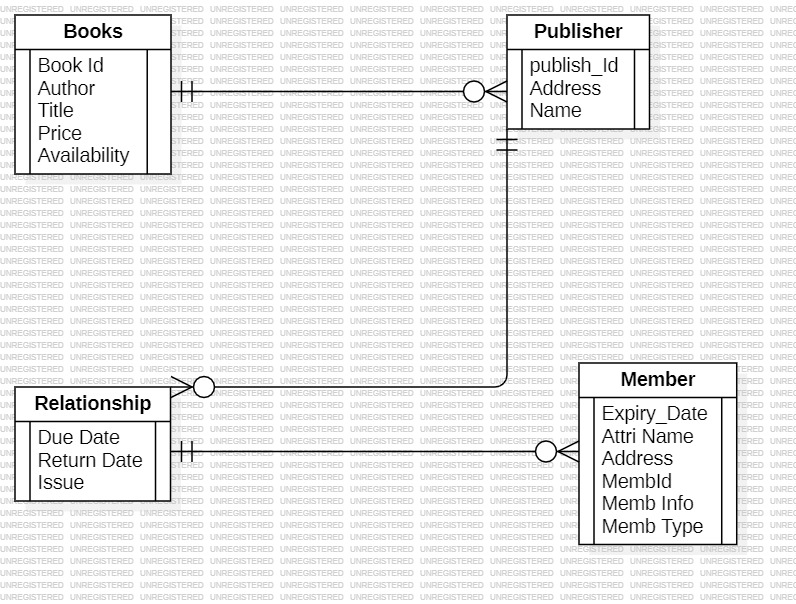 Books
Book Id
Author
Title
Price
Availability
Publisher
publish_Id
Address
Name
Relationship
Due Date
Return Date
Issue
Member
Expiry_Date
Attri Name
Address
MembId
Memb Info
Memb Type
UNREGISTERED